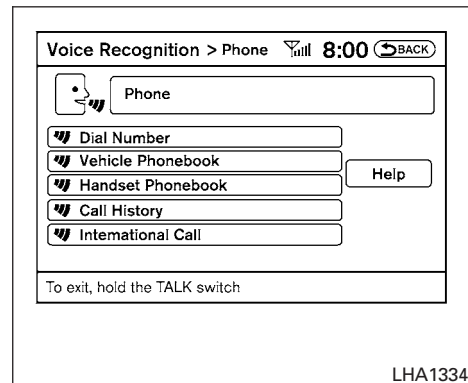 Voice Recognition > Phone 8:00 BACK
Phone
Dial Number
Vehicle Phonebook
Handset Phonebook
Help
Call History
International Call
To exit, hold the TALK switch
LHA1334